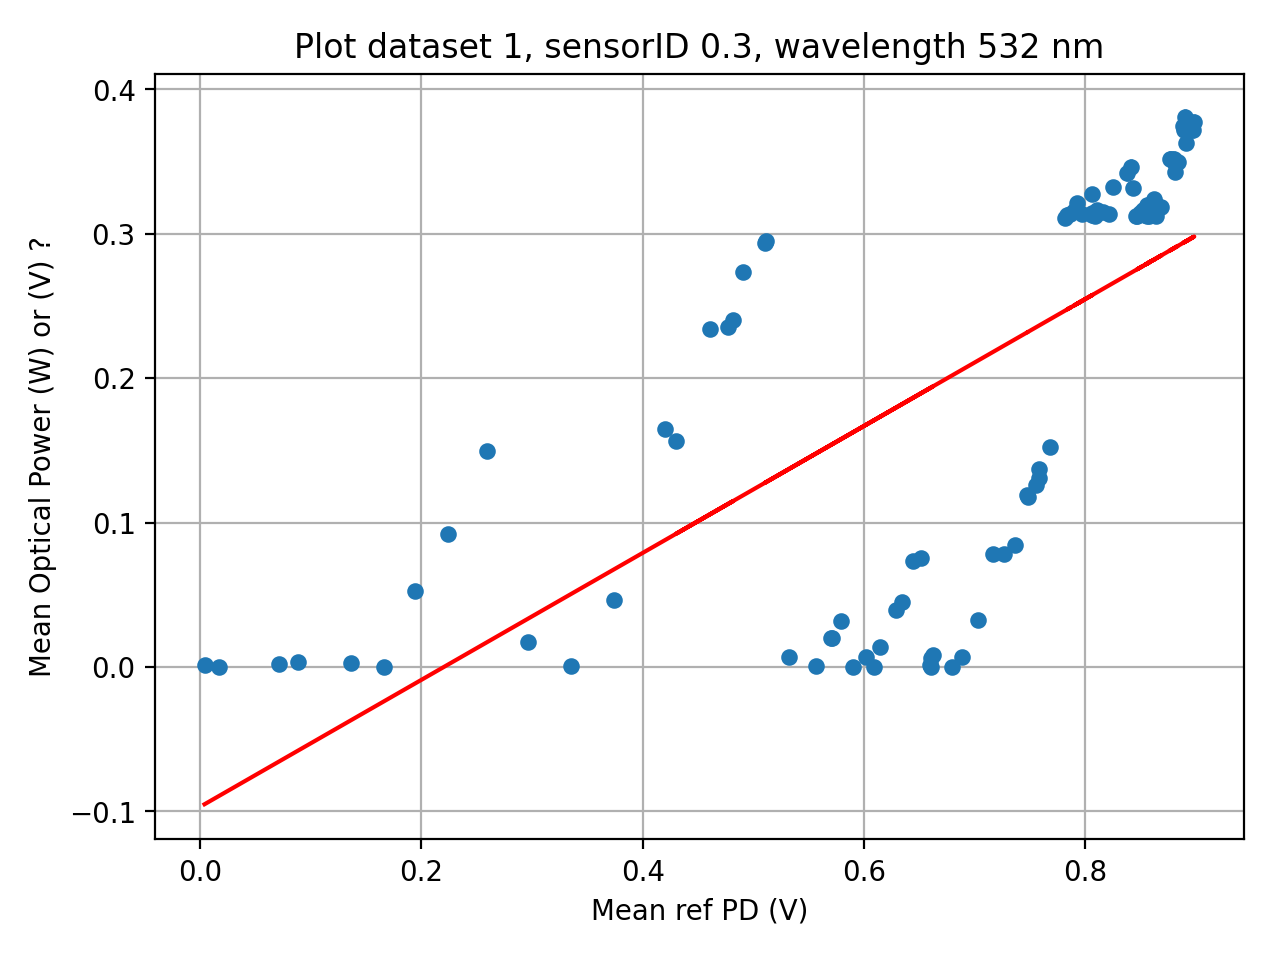 Plot dataset 1, sensorID 0.3, wavelength 532 nm
Mean Optical Power (W) or (V) ?
0.4
0.3
0.2
0.1
0.0
−0.1
0.0 0.2 0.4 0.6 0.8
Mean ref PD (V)